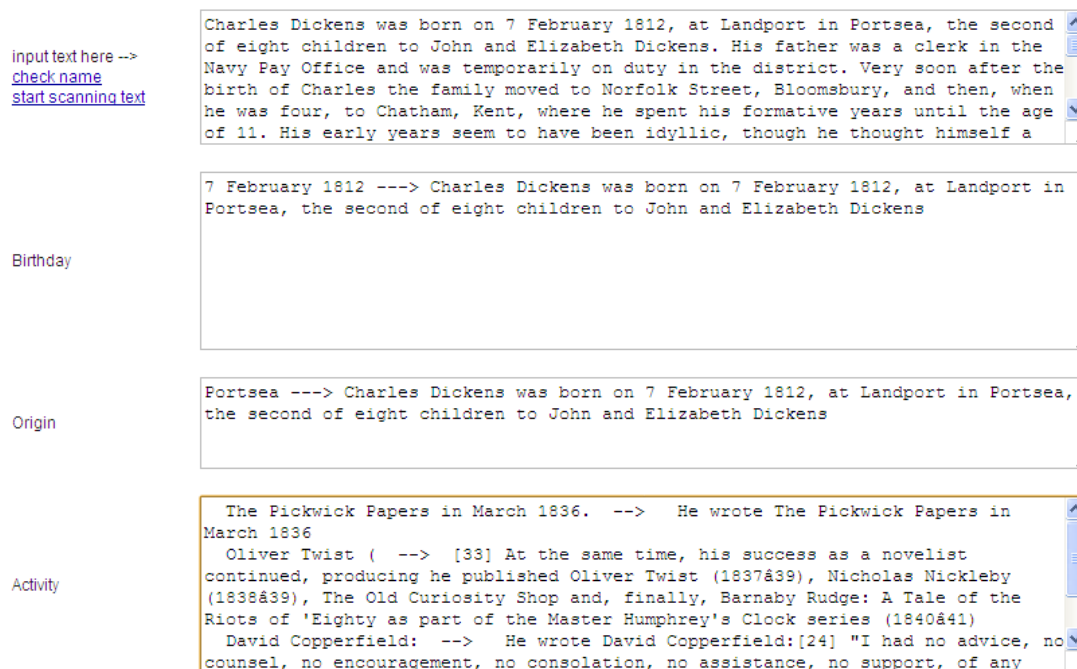 input text here -->
check name
start scanning text
Charles Dickens was born on 7 February 1812, at Landport in Portsea, the second
of eight children to John and Elizabeth Dickens. His father was a clerk in the
Navy Pay Office and was temporarily on duty in the district. Very soon after the
birth of Charles the family moved to Norfolk Street, Bloomsbury, and then, when
he was four, to Chatham, Kent, where he spent his formative years until the age
of 11. His early years seem to have been idyllic, though he thought himself a
Birthday
7 February 1812 ---> Charles Dickens was born on 7 February 1812, at Landport in
Portsea, the second of eight children to John and Elizabeth Dickens
Origin
Portsea ---> Charles Dickens was born on 7 February 1812, at Landport in Portsea,
the second of eight children to John and Elizabeth Dickens
Activity
The Pickwick Papers in March 1836. --> He wrote The Pickwick Papers in
March 1836
Oliver Twist ( --> [33] At the same time, his success as a novelist
continued, producing he published Oliver Twist (1837â39), Nicholas Nickleby
(1838â39), The Old Curiosity Shop and, finally, Barnaby Rudge: A Tale of the
Riots of 'Eighty as part of the Master Humphrey's Clock series (1840â41)
David Copperfield: --> He wrote David Copperfield:[24] "I had no advice, no
counsel, no encouragement, no consolation, no assistance, no support, of any